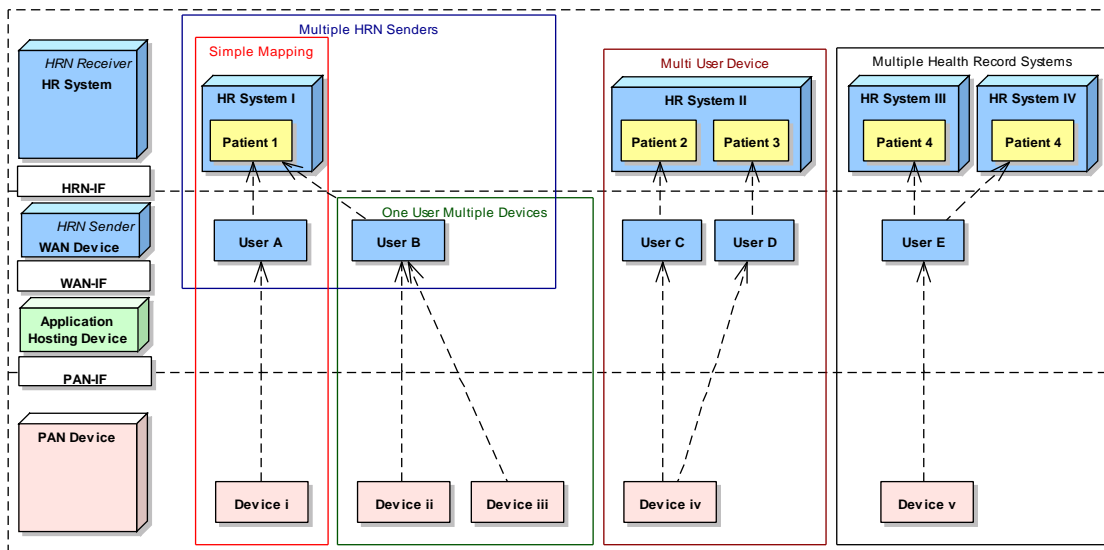 Multiple HRN Senders
Simple Mapping
Multi User Device
Multiple Health Record Systems
HRN Receiver
HR System
HR System I
Patient 1
HR System II
Patient 2
Patient 3
HR System III
Patient 4
HR System IV
Patient 4
HRN-IF
One User Multiple Devices
HRN Sender
WAN Device
User A
User B
User C
User D
User E
WAN-IF
Application
Hosting Device
PAN-IF
PAN Device
Device i
Device ii
Device iii
Device iv
Device v